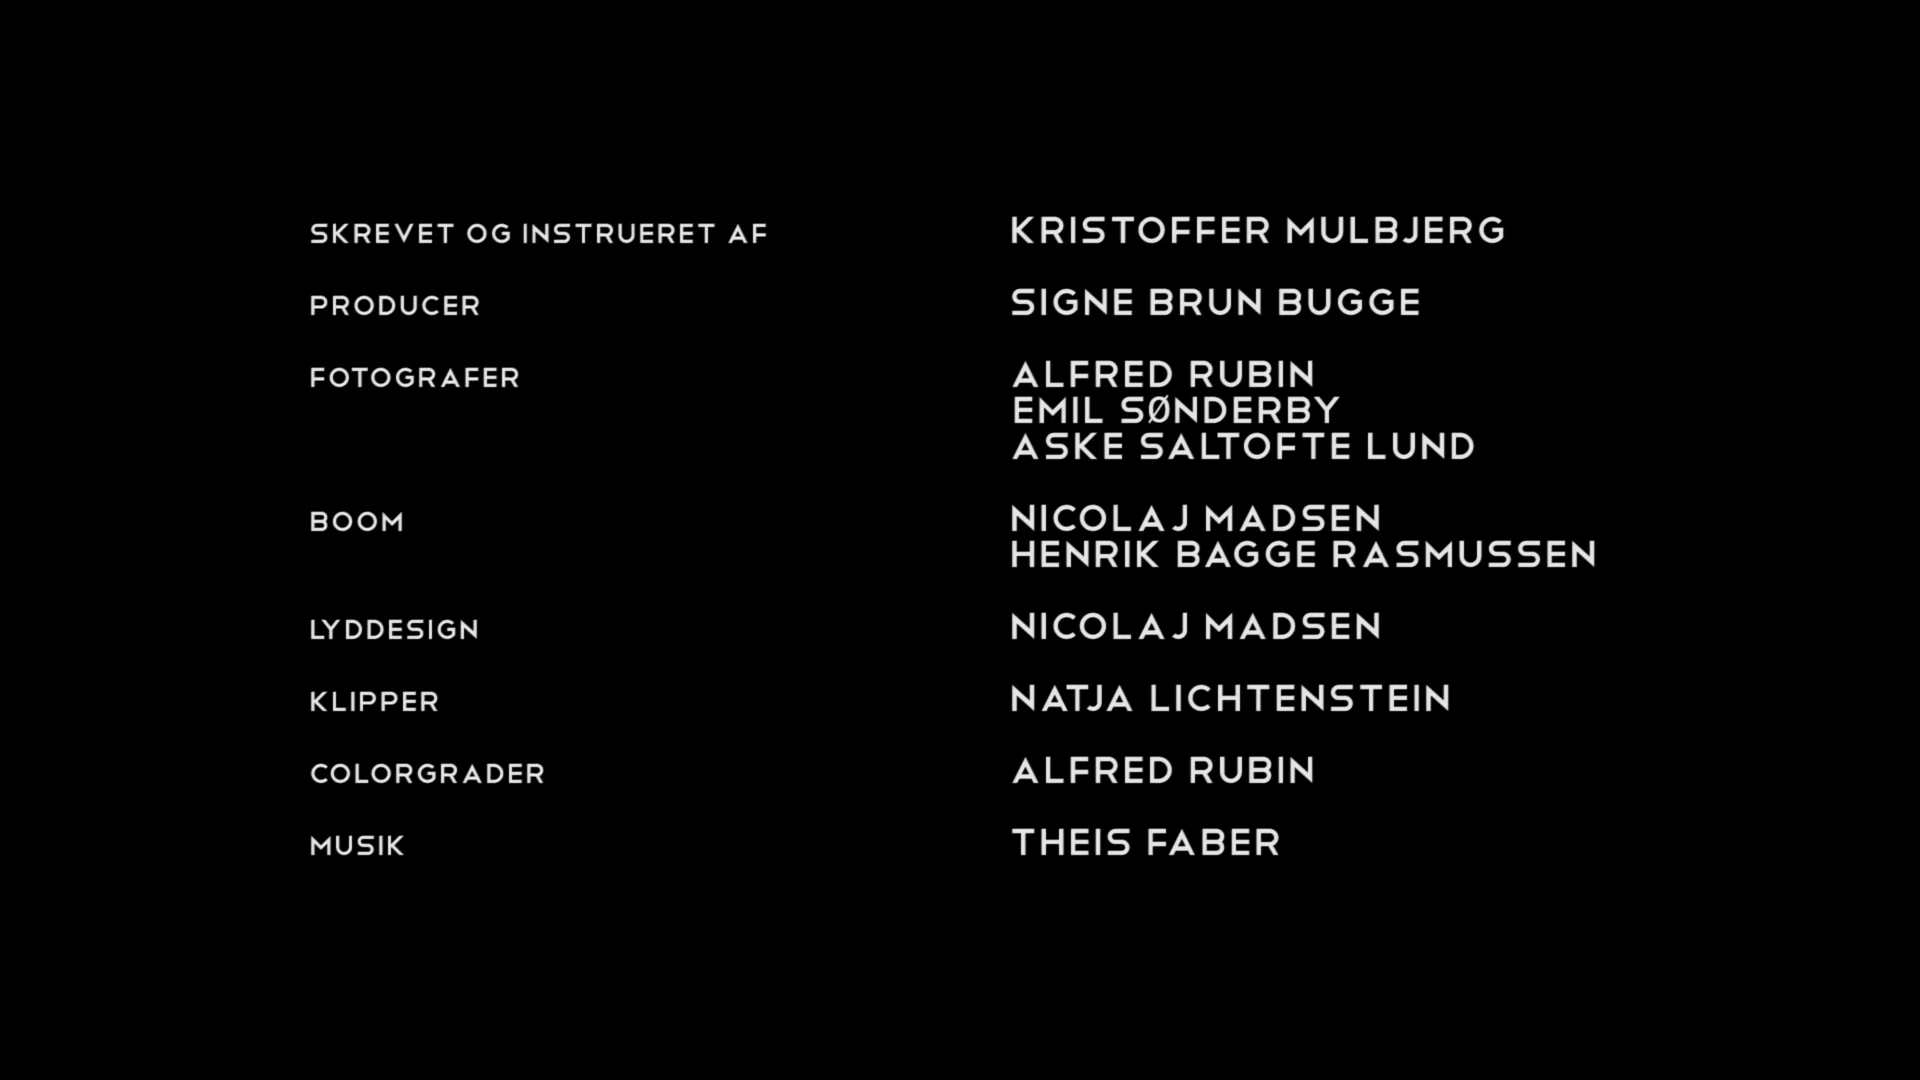 SKREVET OG INSTRUERET AF KRISTOFFER MULBJERG
PRODUCER SIGNE BRUN BUGGE
FOTOGRAFER ALFRED RUBIN
EMIL SØNDERBY
ASKE SALTOFTE LUND
BOOM NICOLAJ MADSEN
HENRIK BAGGE RASMUSSEN
LYDDESIGN NICOLAJ MADSEN
KLIPPER NATJA LICHTENSTEIN
COLORGRADER ALFRED RUBIN
MUSIK THEIS FABER